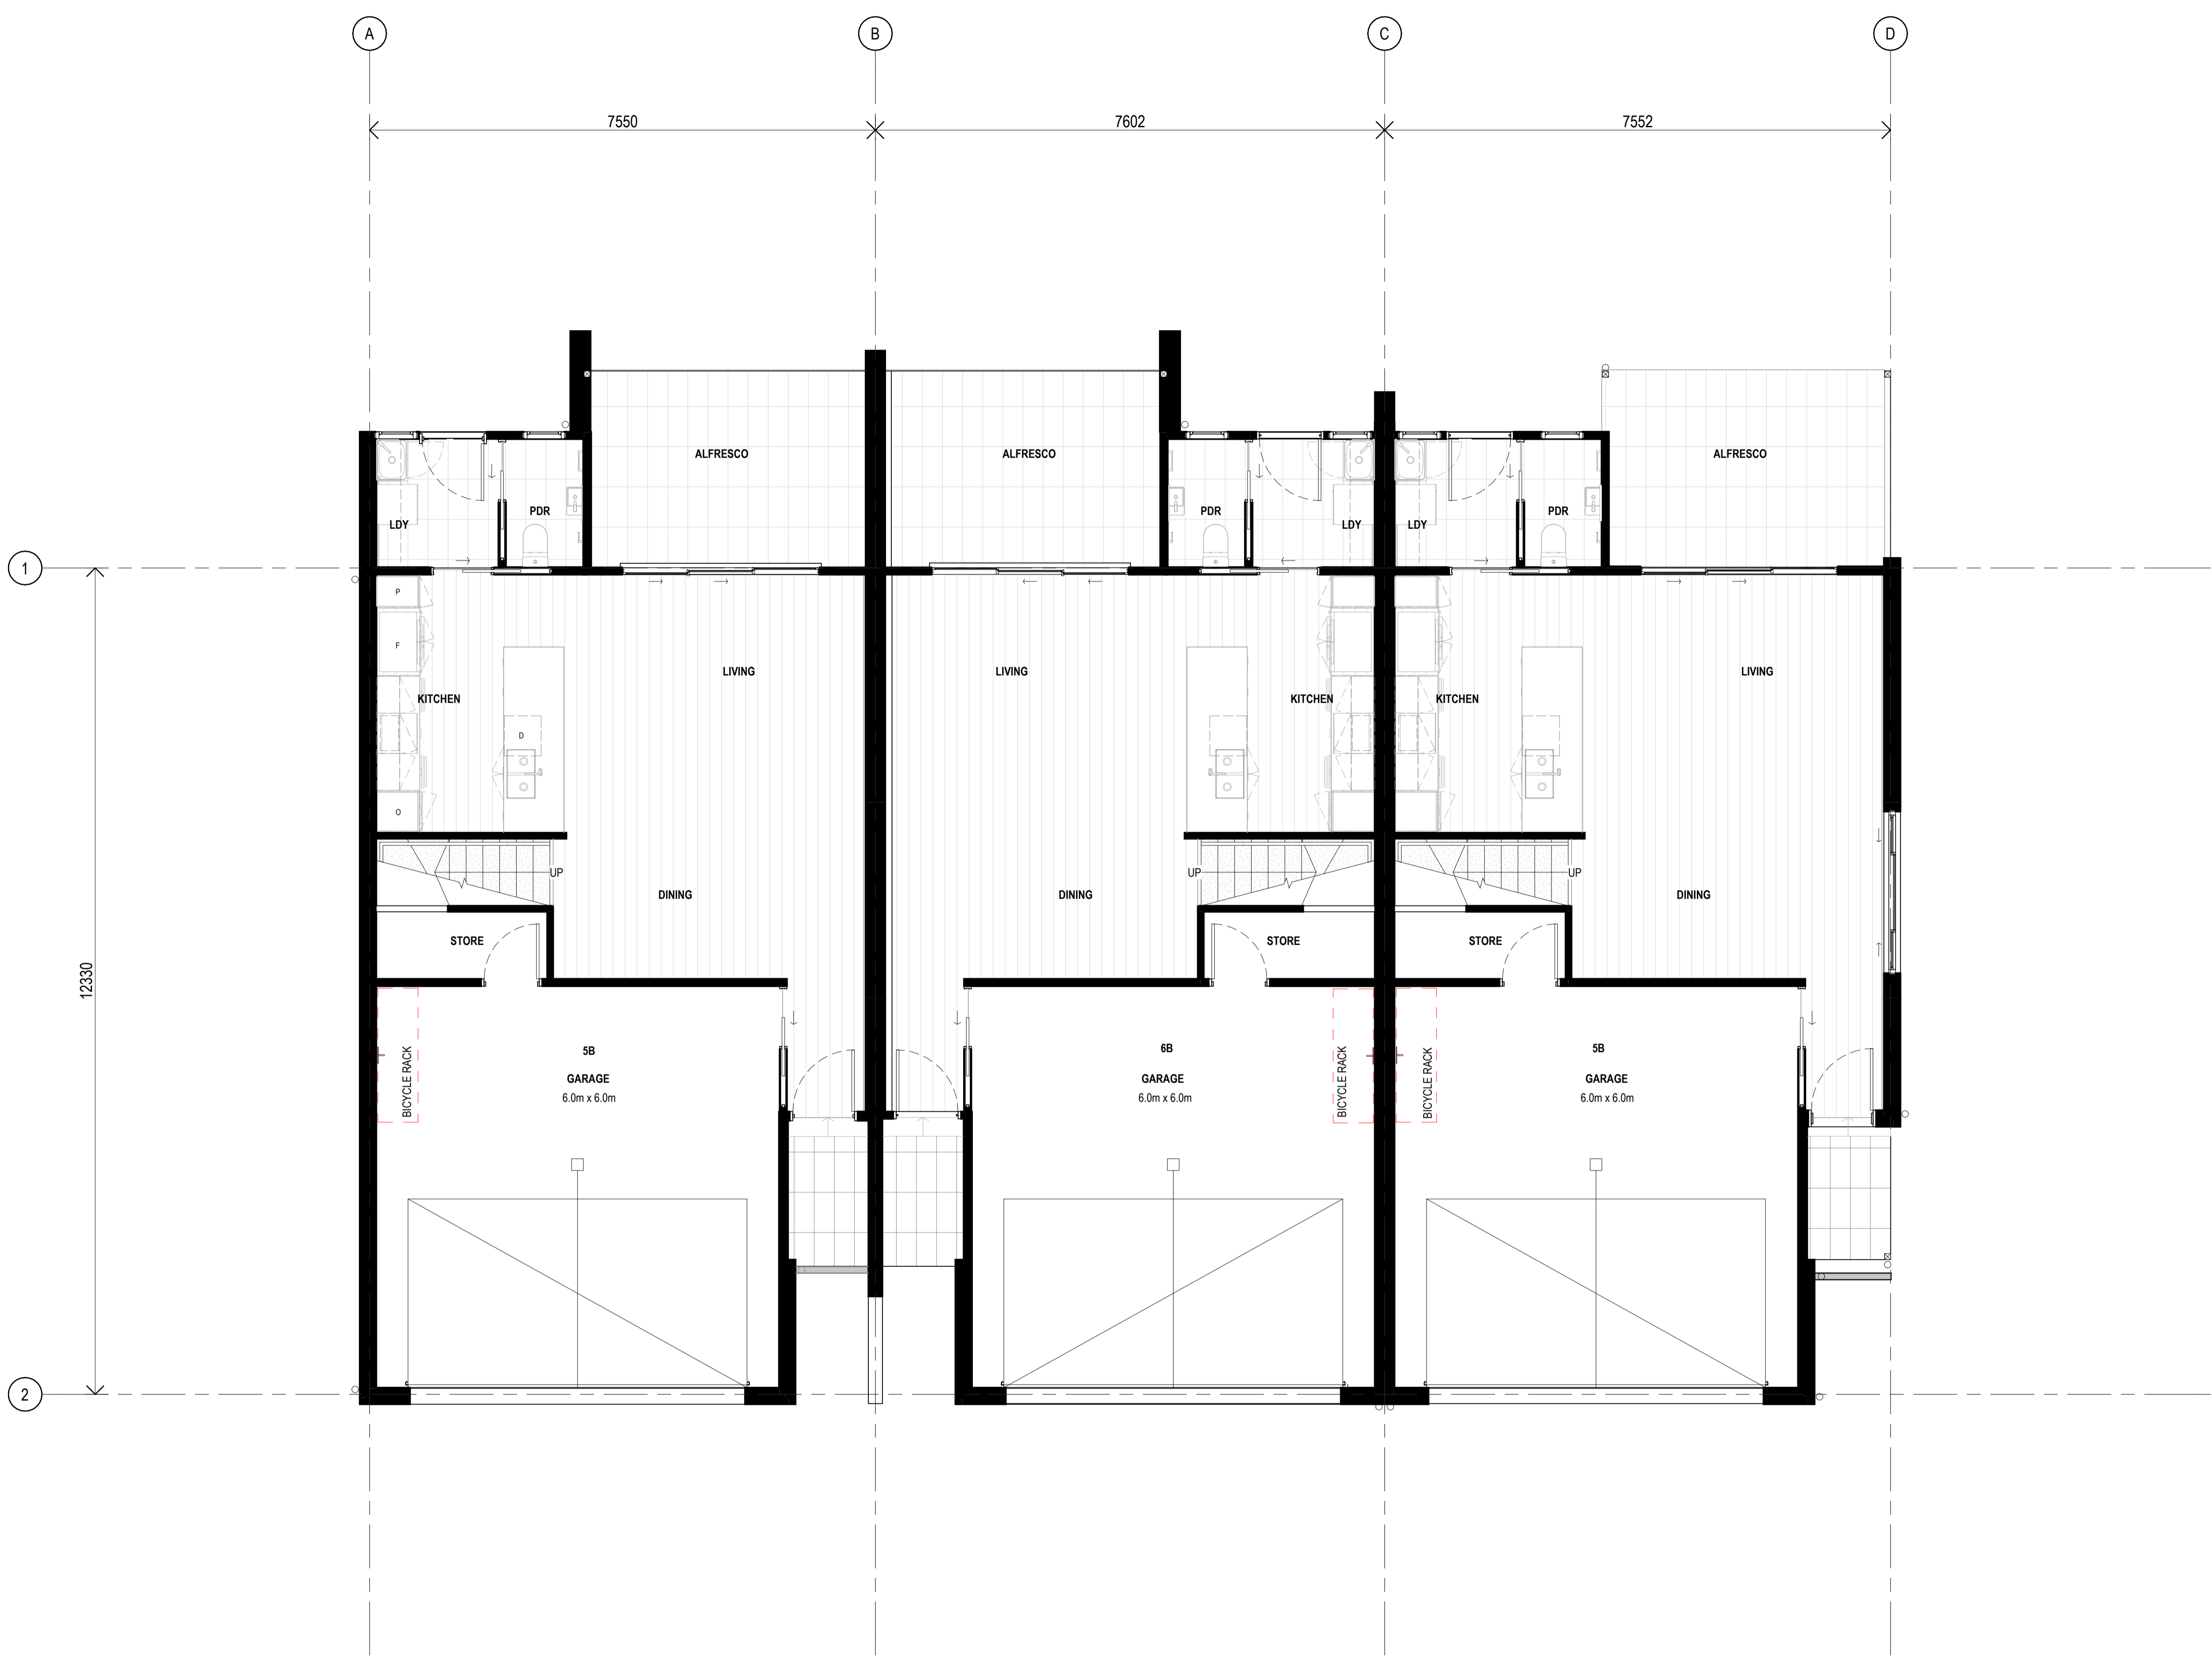 A
B
C
D
7550
7602
7552
ALFRESCO
ALFRESCO
ALFRESCO
PDR
PDR
PDR
LDY
LDY
LDY
1
P
F
LIVING
LIVING
LIVING
KITCHEN
KITCHEN
KITCHEN
D
O
UP
UP
UP
DINING
DINING
DINING
STORE
STORE
STORE
12330
5B
6B
5B
GARAGE
GARAGE
GARAGE
6.0m x 6.0m
6.0m x 6.0m
6.0m x 6.0m
BICYCLE RACK
BICYCLE RACK
BICYCLE RACK
2